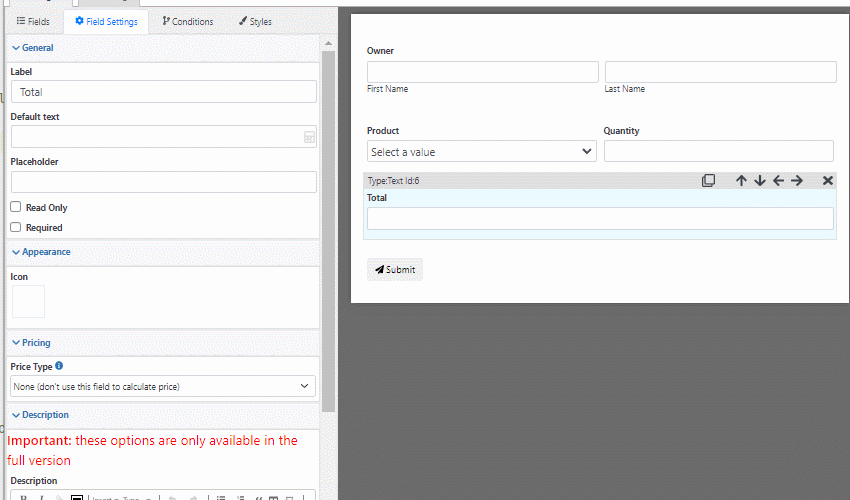 Fields
Field Settings
Conditions
Styles
General
Label
Total
Default text
Placeholder
Read Only
Required
Appearance
Icon
Pricing
Price Type
None (don't use this field to calculate price)
Description
Important: these options are only available in the
full version
Description
Owner
First Name
Last Name
Product
Quantity
Select a value
Type:Text Id:6
Total
Submit